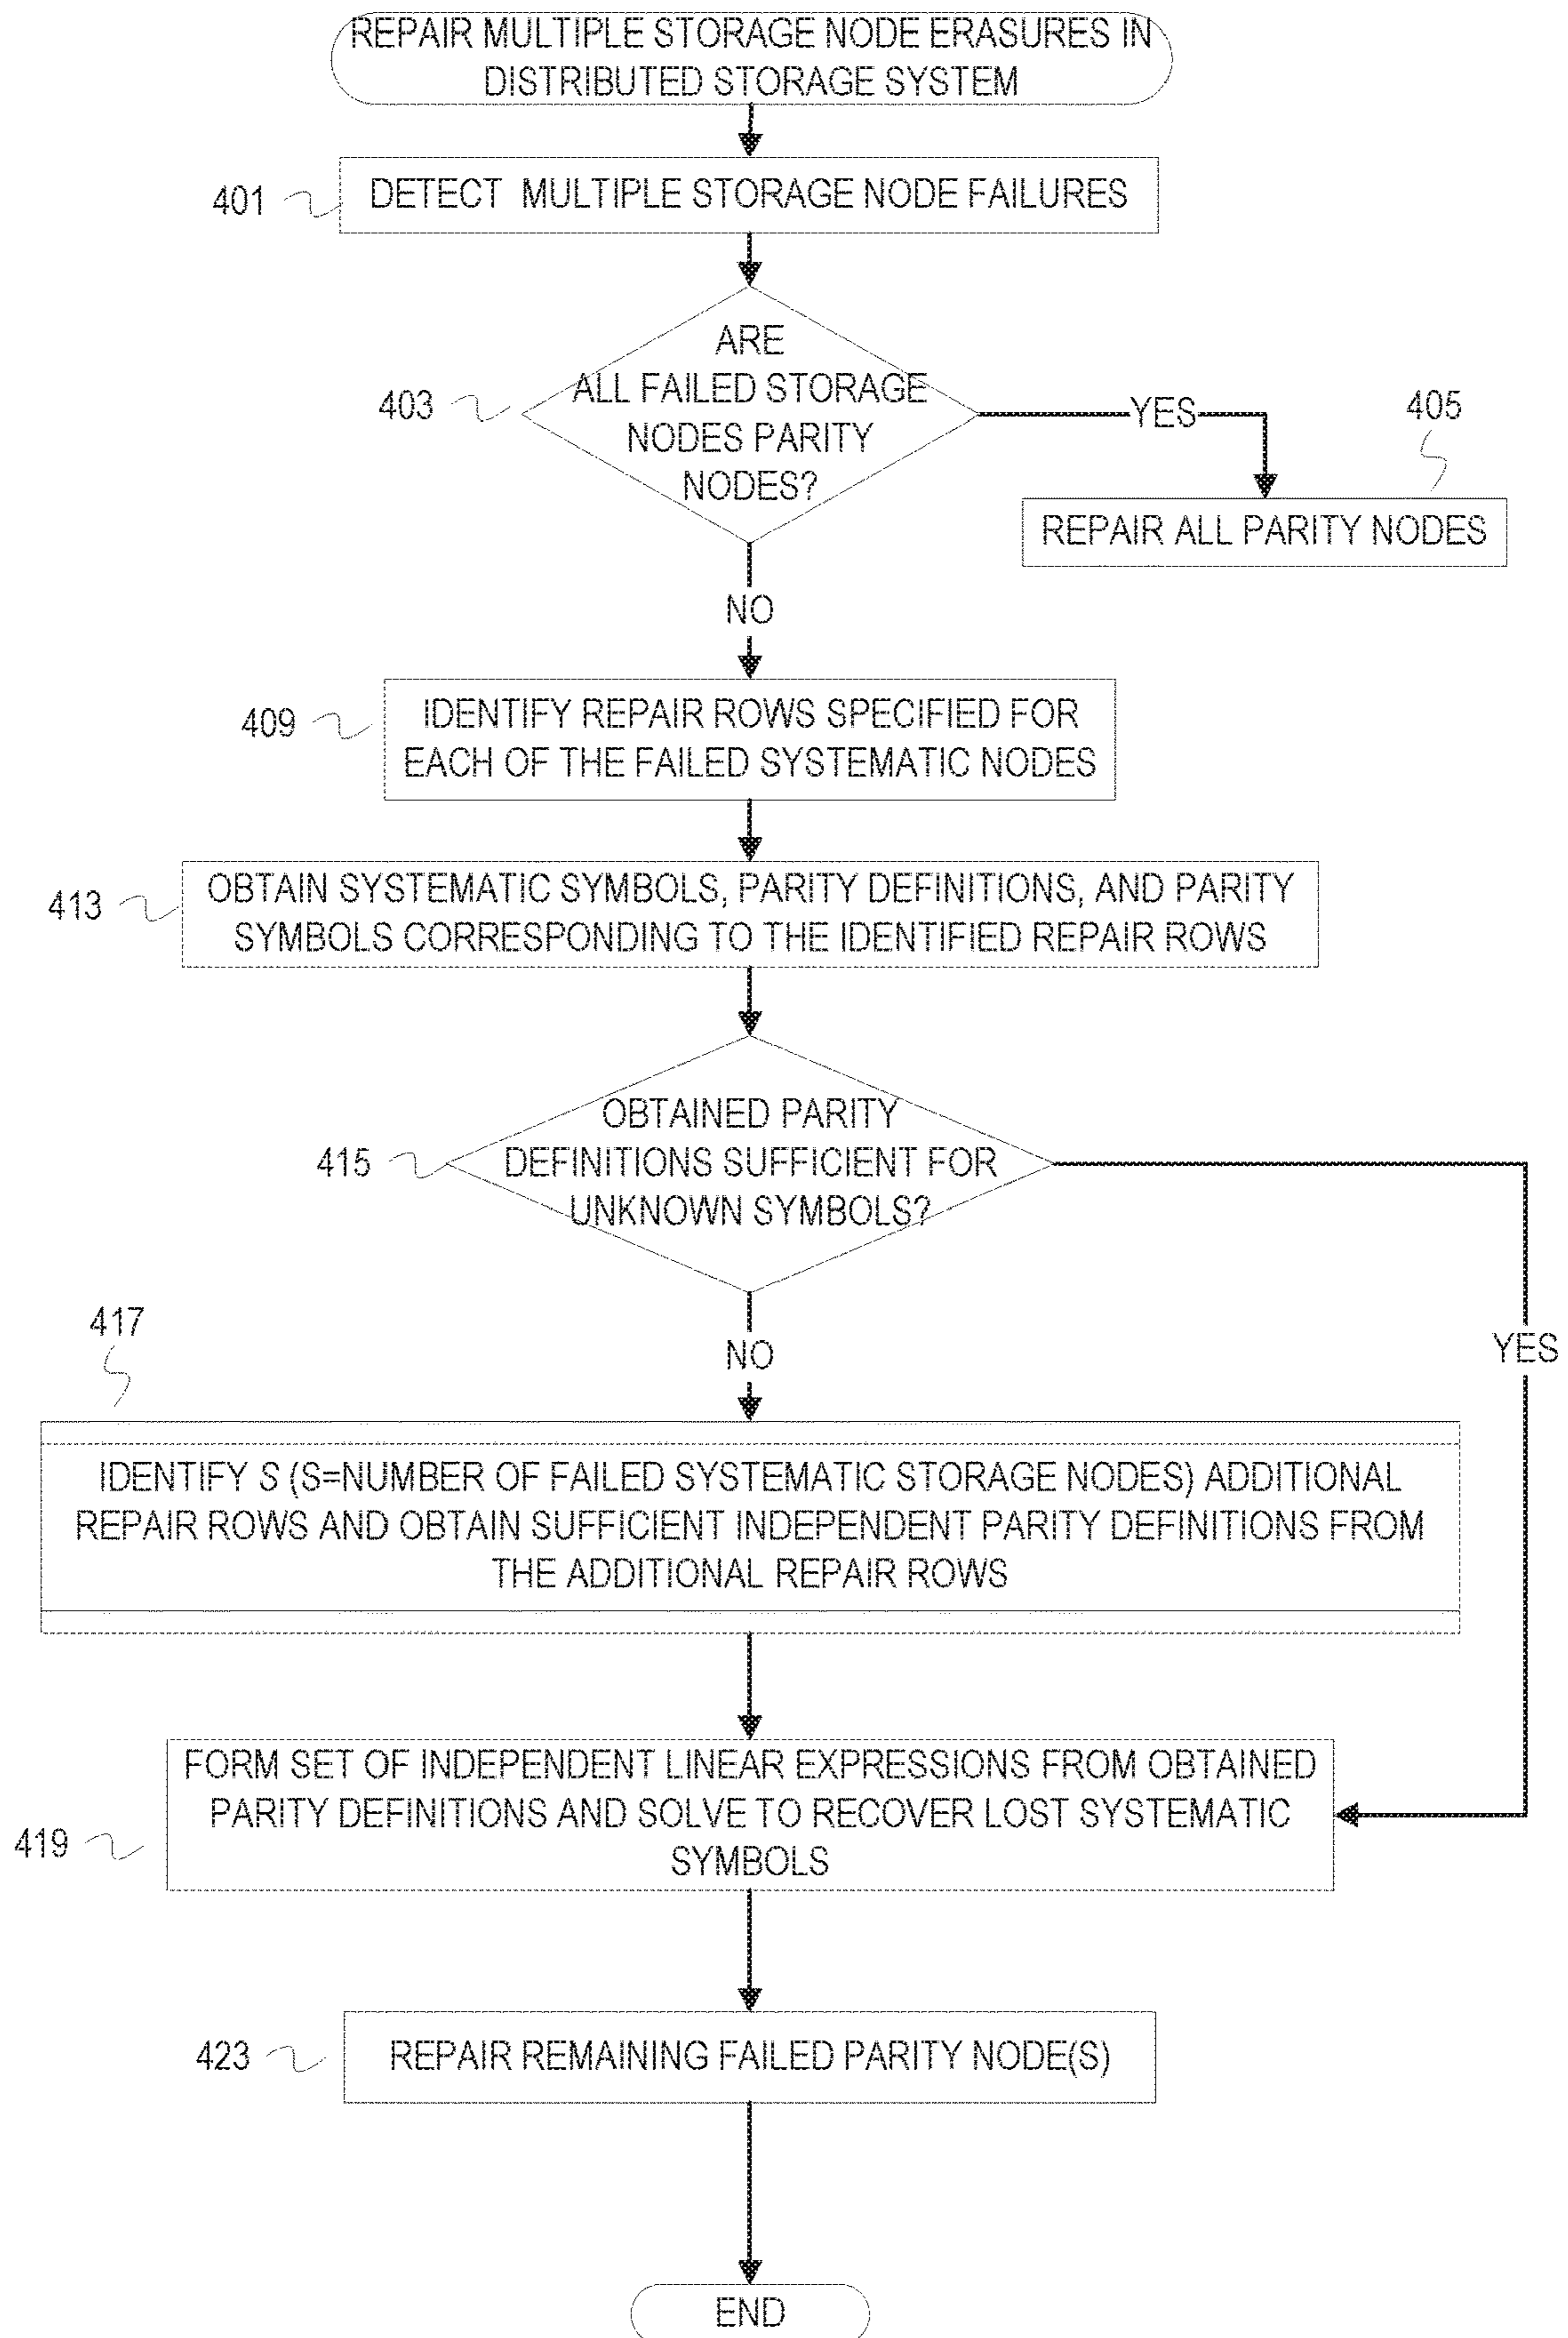 REPAIR MULTIPLE STORAGE NODE ERASURES IN
DISTRIBUTED STORAGE SYSTEM
401
DETECT MULTIPLE STORAGE NODE FAILURES
ARE
ALL FAILED STORAGE
NODES PARITY
NODES?
403
YES
405
REPAIR ALL PARITY NODES
NO
409
IDENTIFY REPAIR ROWS SPECIFIED FOR
EACH OF THE FAILED SYSTEMATIC NODES
413
OBTAIN SYSTEMATIC SYMBOLS, PARITY DEFINITIONS, AND PARITY
SYMBOLS CORRESPONDING TO THE IDENTIFIED REPAIR ROWS
415
OBTAINED PARITY
DEFINITIONS SUFFICIENT FOR
UNKNOWN SYMBOLS?
417
NO
YES
IDENTIFY S (S=NUMBER OF FAILED SYSTEMATIC STORAGE NODES) ADDITIONAL
REPAIR ROWS AND OBTAIN SUFFICIENT INDEPENDENT PARITY DEFINITIONS FROM
THE ADDITIONAL REPAIR ROWS
419
FORM SET OF INDEPENDENT LINEAR EXPRESSIONS FROM OBTAINED
PARITY DEFINITIONS AND SOLVE TO RECOVER LOST SYSTEMATIC
SYMBOLS
423
REPAIR REMAINING FAILED PARITY NODE(S)
END